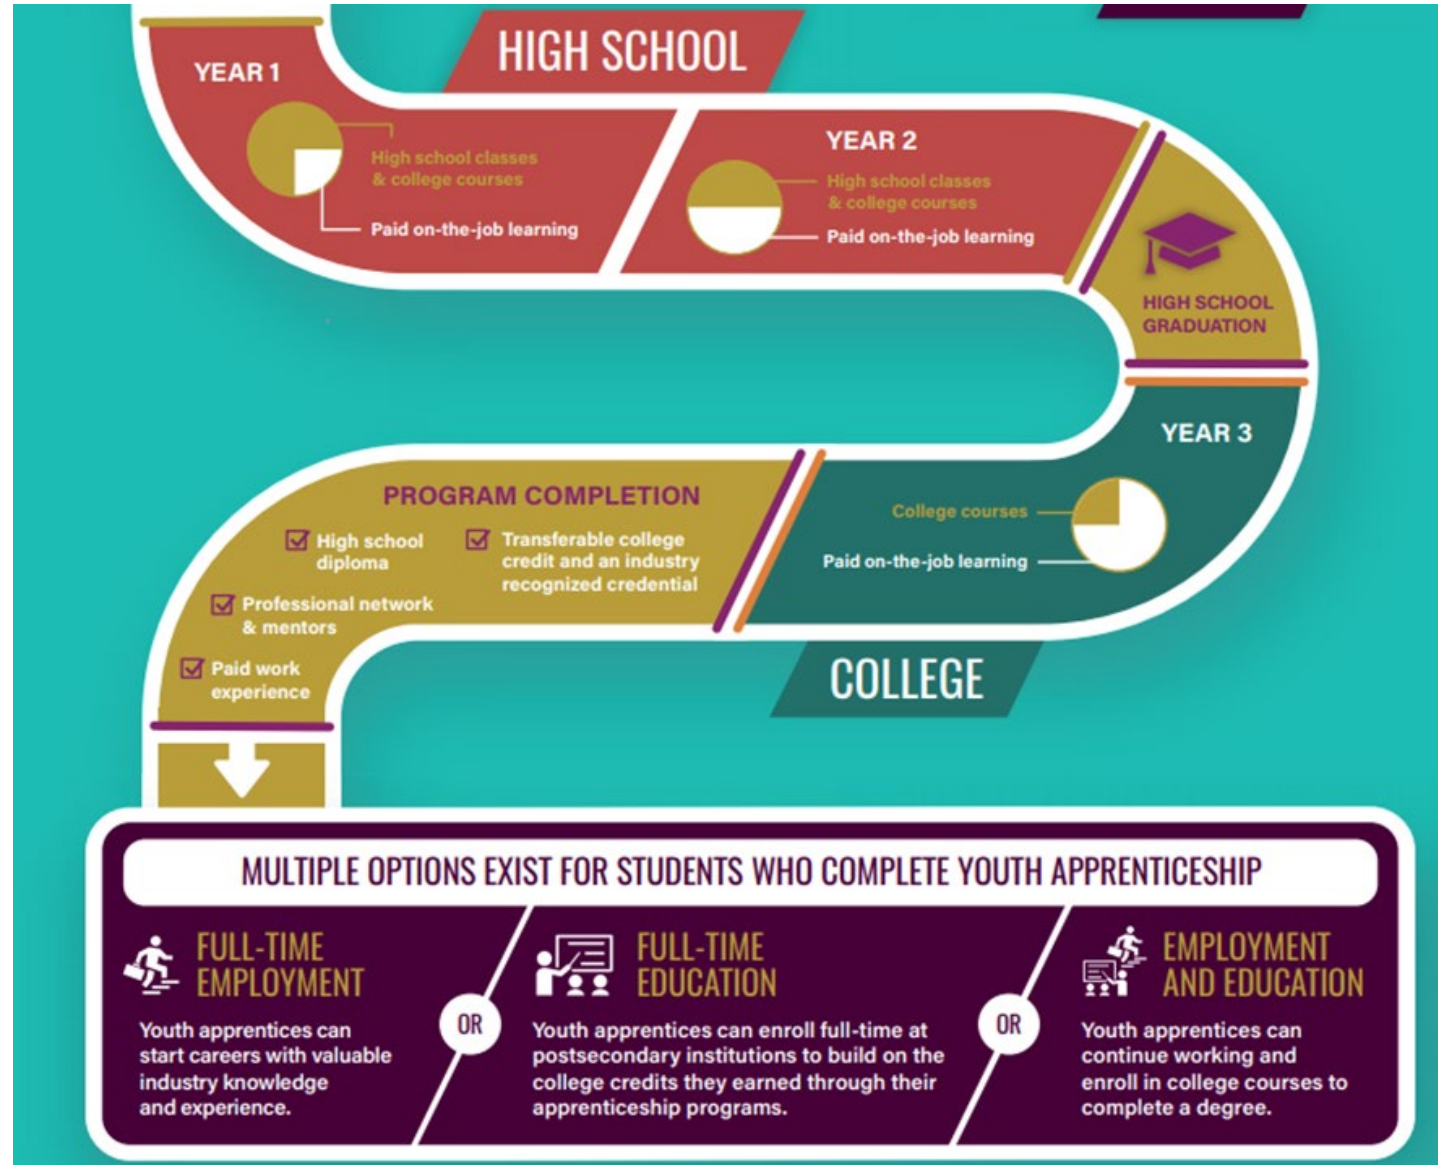 HIGH SCHOOL
YEAR 1
High school classes
& college courses
Paid on-the-job learning
YEAR 2
High school classes
& college courses
Paid on-the-job learning
HIGH SCHOOL
GRADUATION
YEAR 3
College courses
Paid on-the-job learning
COLLEGE
PROGRAM COMPLETION
High school
diploma
Transferable college
credit and an industry
recognized credential
Professional network
& mentors
Paid work
experience
MULTIPLE OPTIONS EXIST FOR STUDENTS WHO COMPLETE YOUTH APPRENTICESHIP
FULL-TIME
EMPLOYMENT
Youth apprentices can
start careers with valuable
industry knowledge
and experience.
OR
FULL-TIME
EDUCATION
Youth apprentices can enroll full-time at
postsecondary institutions to build on the
college credits they earned through their
apprenticeship programs.
OR
EMPLOYMENT
AND EDUCATION
Youth apprentices can
continue working and
enroll in college courses to
complete a degree.